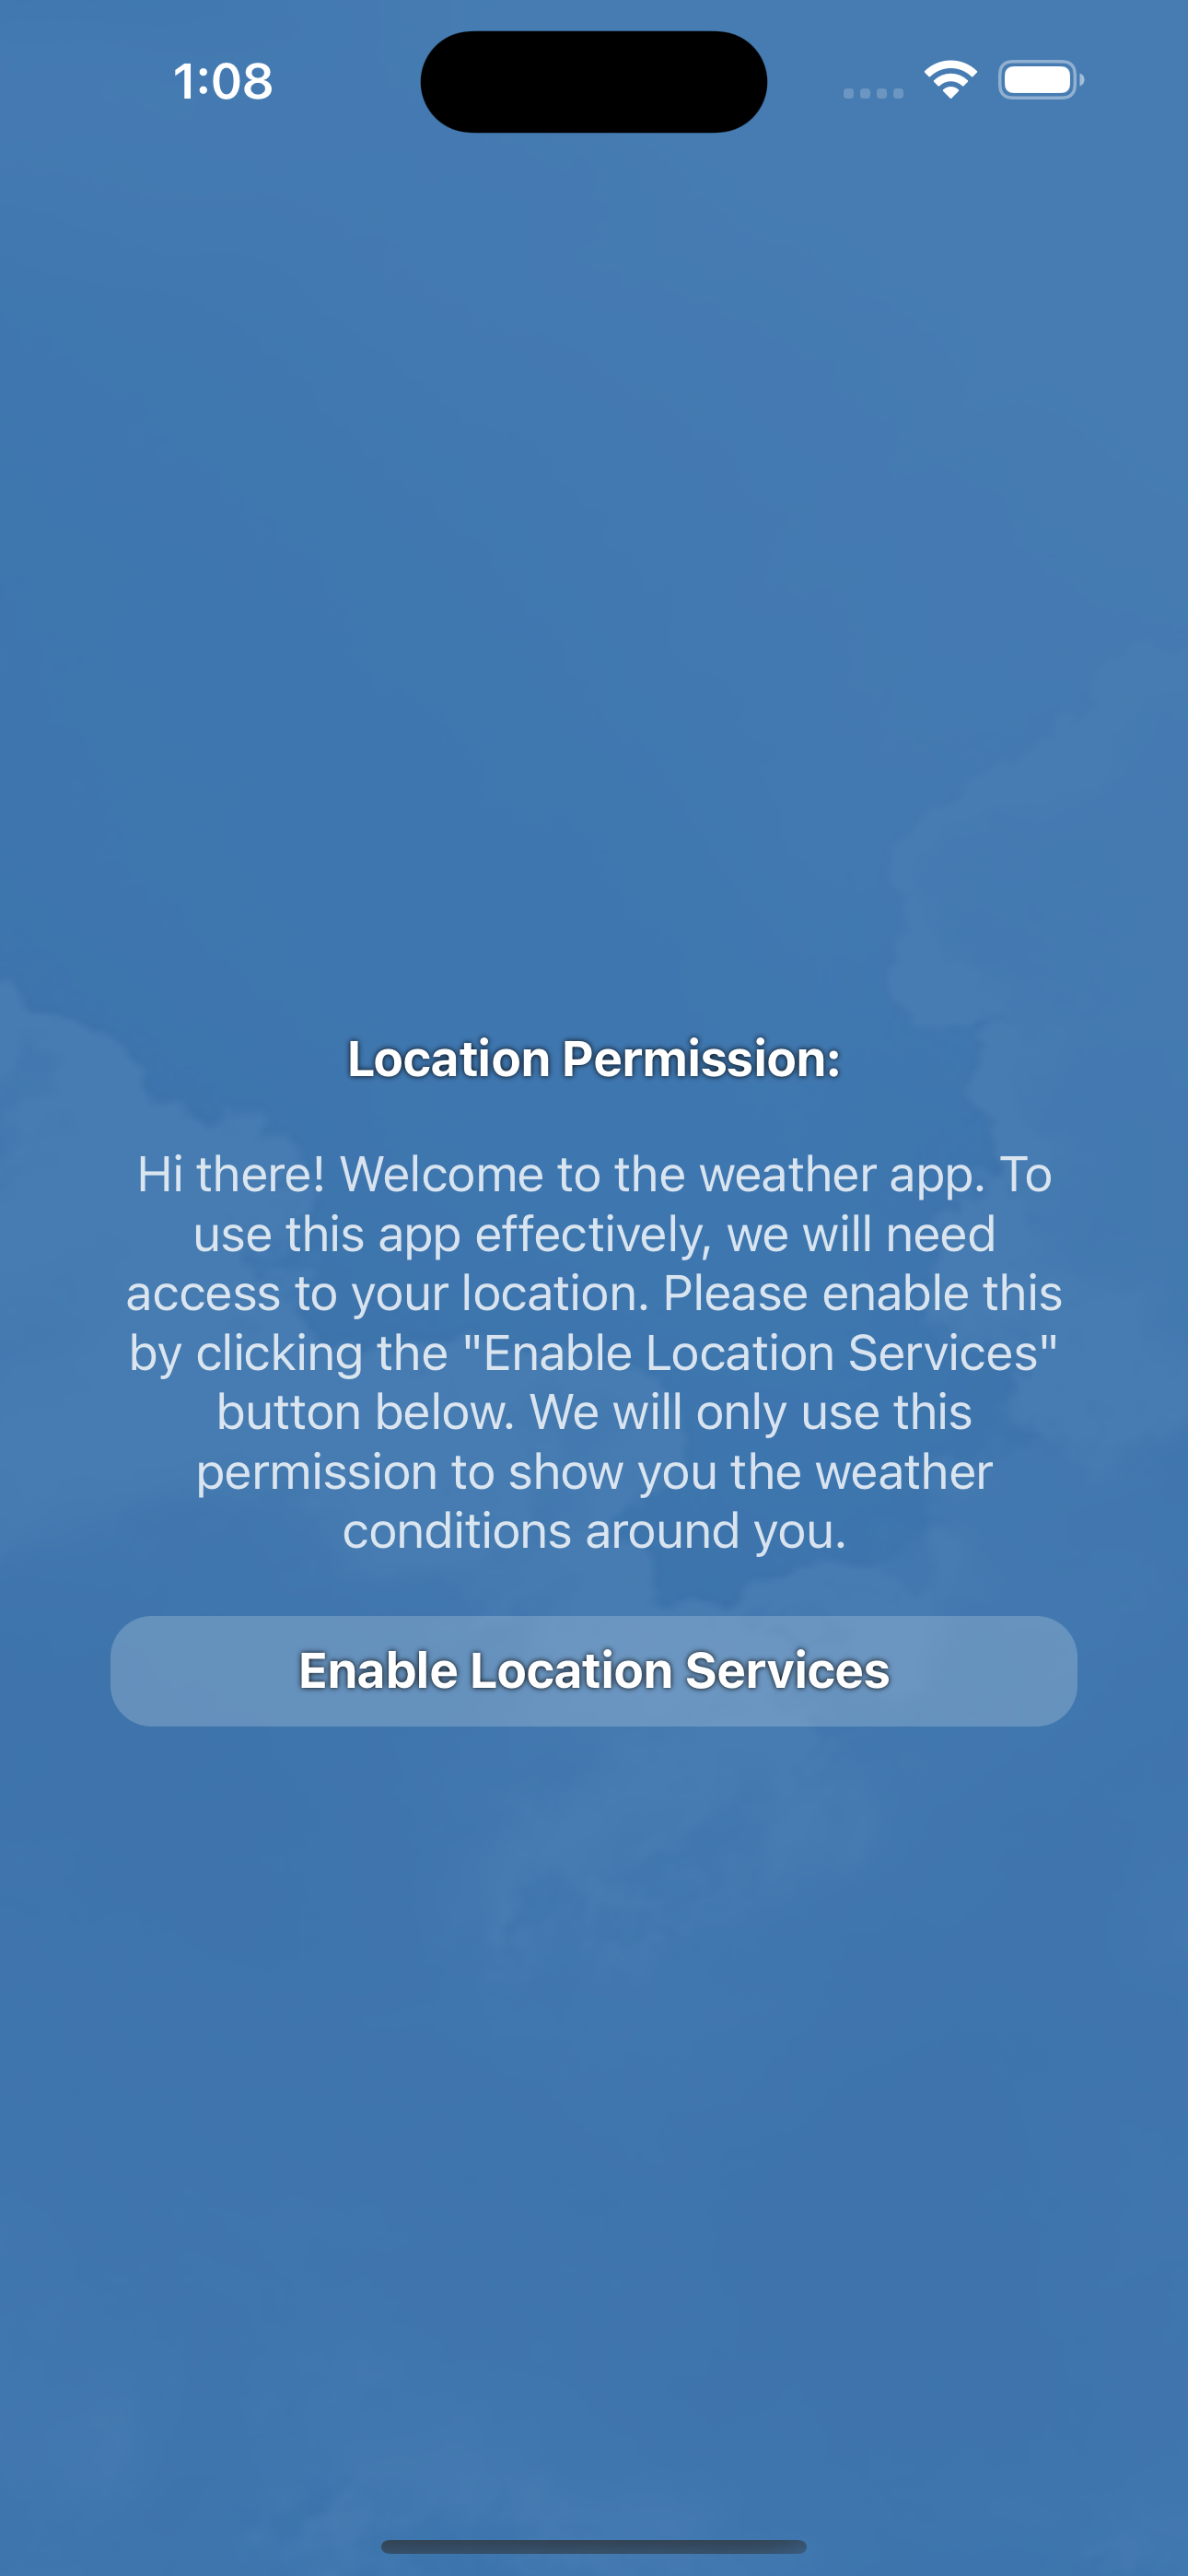 1:08
Location Permission:
Hi there! Welcome to the weather app. To
use this app effectively, we will need
access to your location. Please enable this
by clicking the "Enable Location Services"
button below. We will only use this
permission to show you the weather
conditions around you.
Enable Location Services